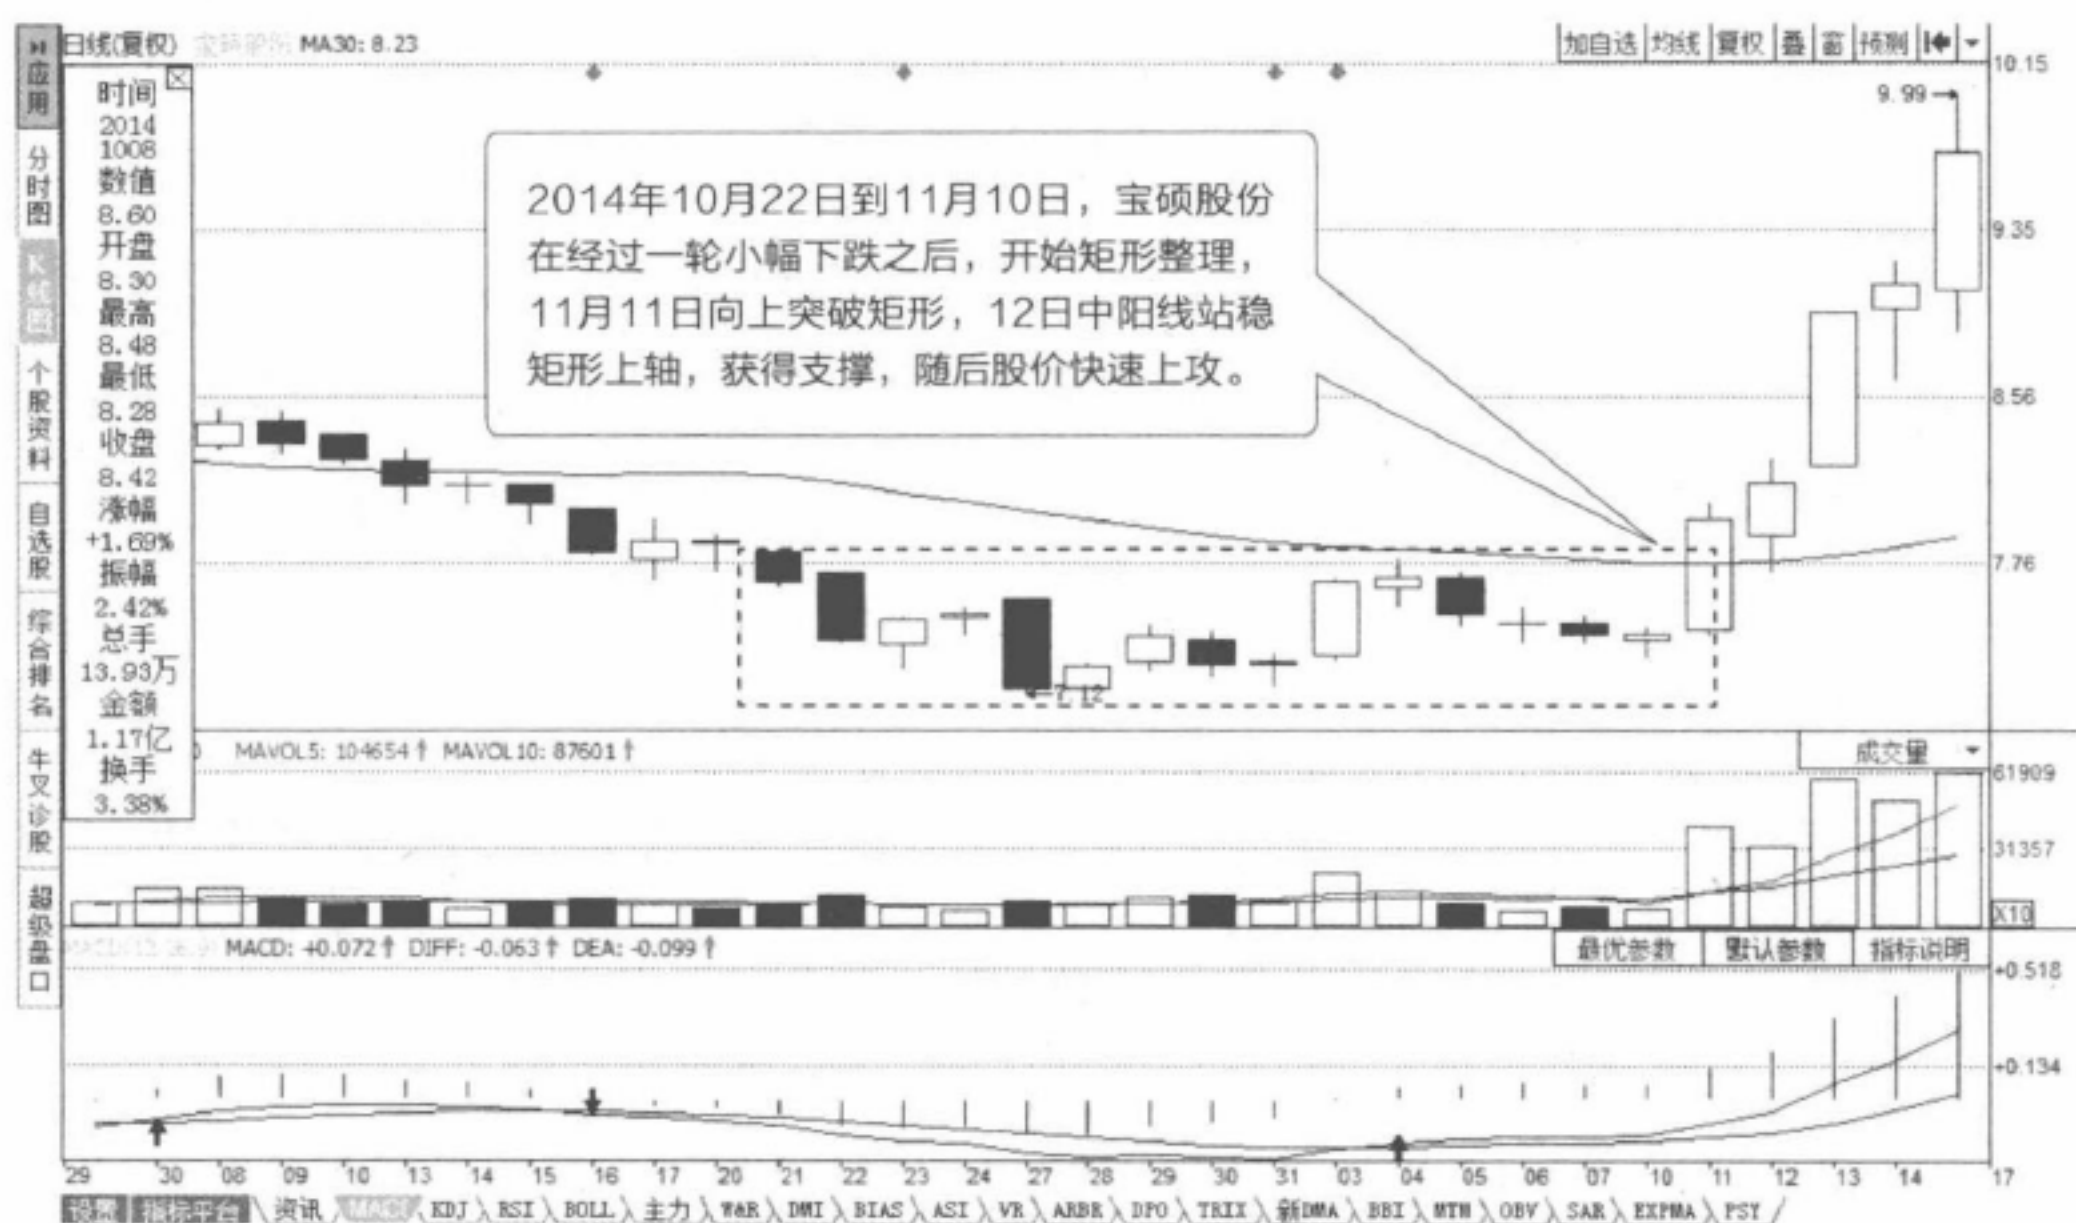 应用
分时图
个股资料
自选股
综合排名
牛叉诊股
超级盘口
日线(复权) MA30: 8.23
加自选 均线 复权 叠 窗 预测
时间
2014
1008
数值
8.60
开盘
8.30
最高
8.48
最低
8.28
收盘
8.42
涨幅
+1.69%
振幅
2.42%
总手
13.93万
金额
1.17亿
换手
3.38%
2014年10月22日到11月10日，宝硕股份
在经过一轮小幅下跌之后，开始矩形整理，
11月11日向上突破矩形，12日中阳线站稳
矩形上轴，获得支撑，随后股价快速上攻。
10.15
9.99
9.35
8.56
7.76
7.12
MAVOL5: 104654↑ MAVOL10: 87601↑
成交量
61909
31357
X10
MACD: +0.072↑ DIFF: -0.063↑ DEA: -0.099↑
最优参数 默认参数 指标说明
+0.518
+0.134
29 30 08 09 10 13 14 15 16 17 20 21 22 23 24 27 28 29 30 31 03 04 05 06 07 10 11 12 13 14 17
设置 指标平台 资讯 MACD KDJ RSI BOLL 主力 W&R DMI BIAS ASI VR ARBR DPO TRIX 新DMA BBI MTM OBV SAR EXPMA PSY